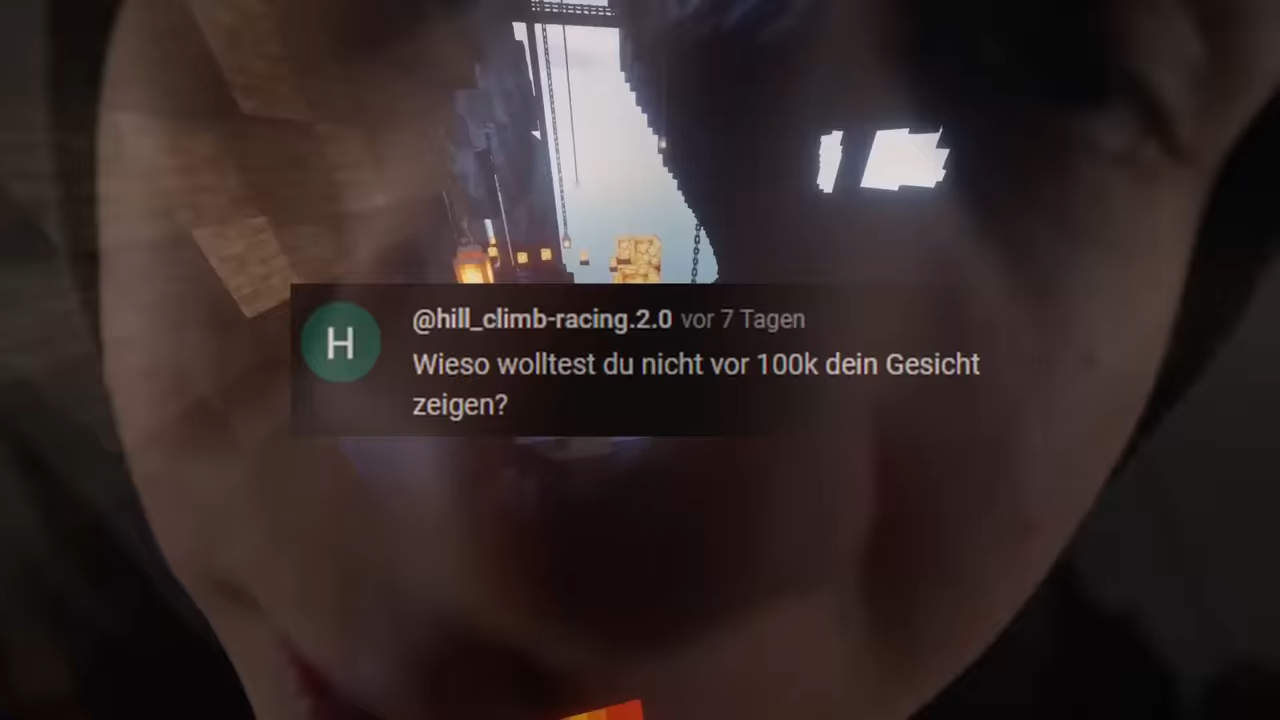 H
@hill_climb-racing.2.0 vor 7 Tagen
Wieso wolltest du nicht vor 100k dein Gesicht
zeigen?